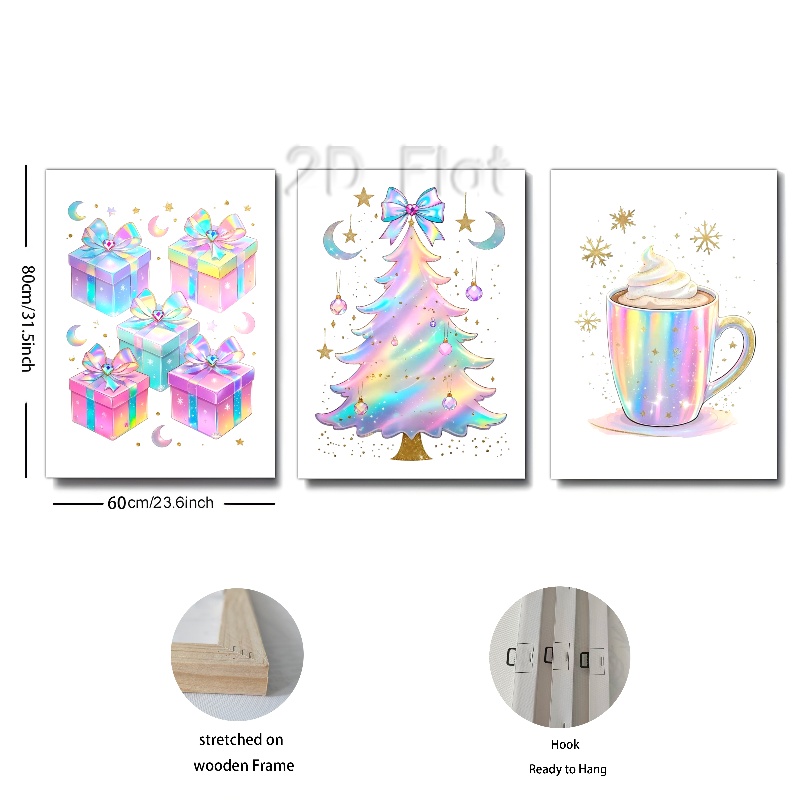 2D Flat
80cm/31.5inch
60cm/23.6inch
stretched on
wooden Frame
Hook
Ready to Hang